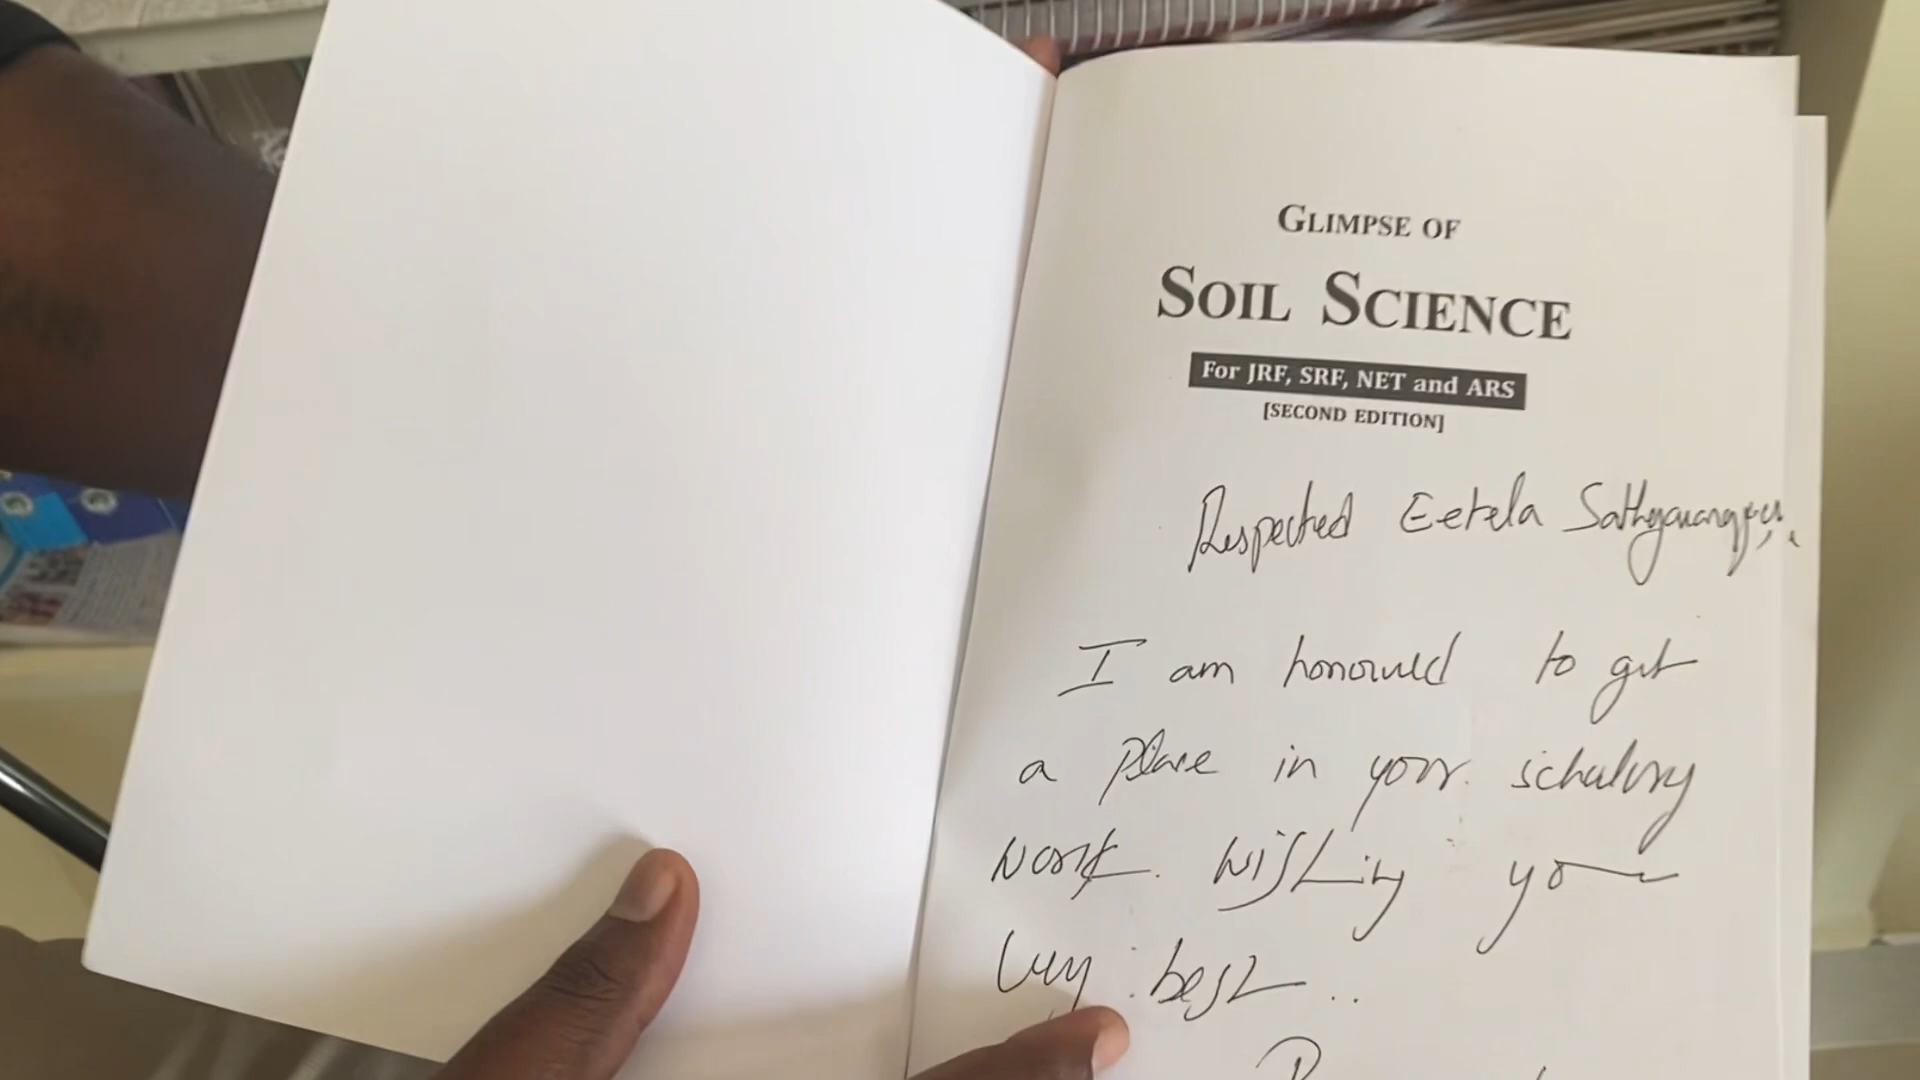 GLIMPSE OF
SOIL SCIENCE
For JRF, SRF, NET and ARS
[SECOND EDITION]
Respected Eetela
I am honoured to get
a place in your scholary
work. Wishing you
very best..